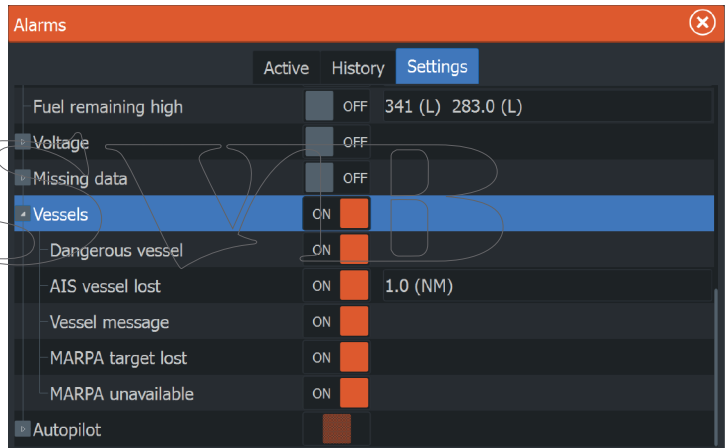 Alarms
Active History Settings
Fuel remaining high OFF 341 (L) 283.0 (L)
Voltage OFF
Missing data OFF
Vessels ON
Dangerous vessel ON
AIS vessel lost ON 1.0 (NM)
Vessel message ON
MARPA target lost ON
MARPA unavailable ON
Autopilot